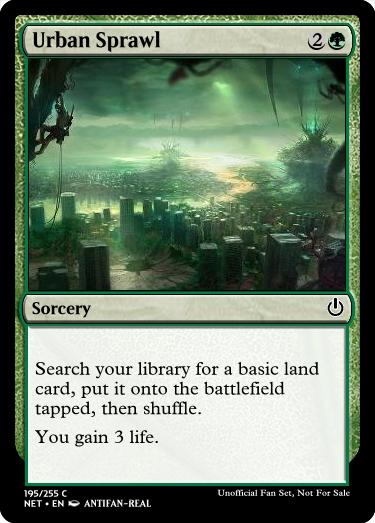 Urban Sprawl 2
Sorcery
Search your library for a basic land
card, put it onto the battlefield
tapped, then shuffle.
You gain 3 life.
195/255 C
NET • EN ANTIFAN-REAL
Unofficial Fan Set, Not For Sale